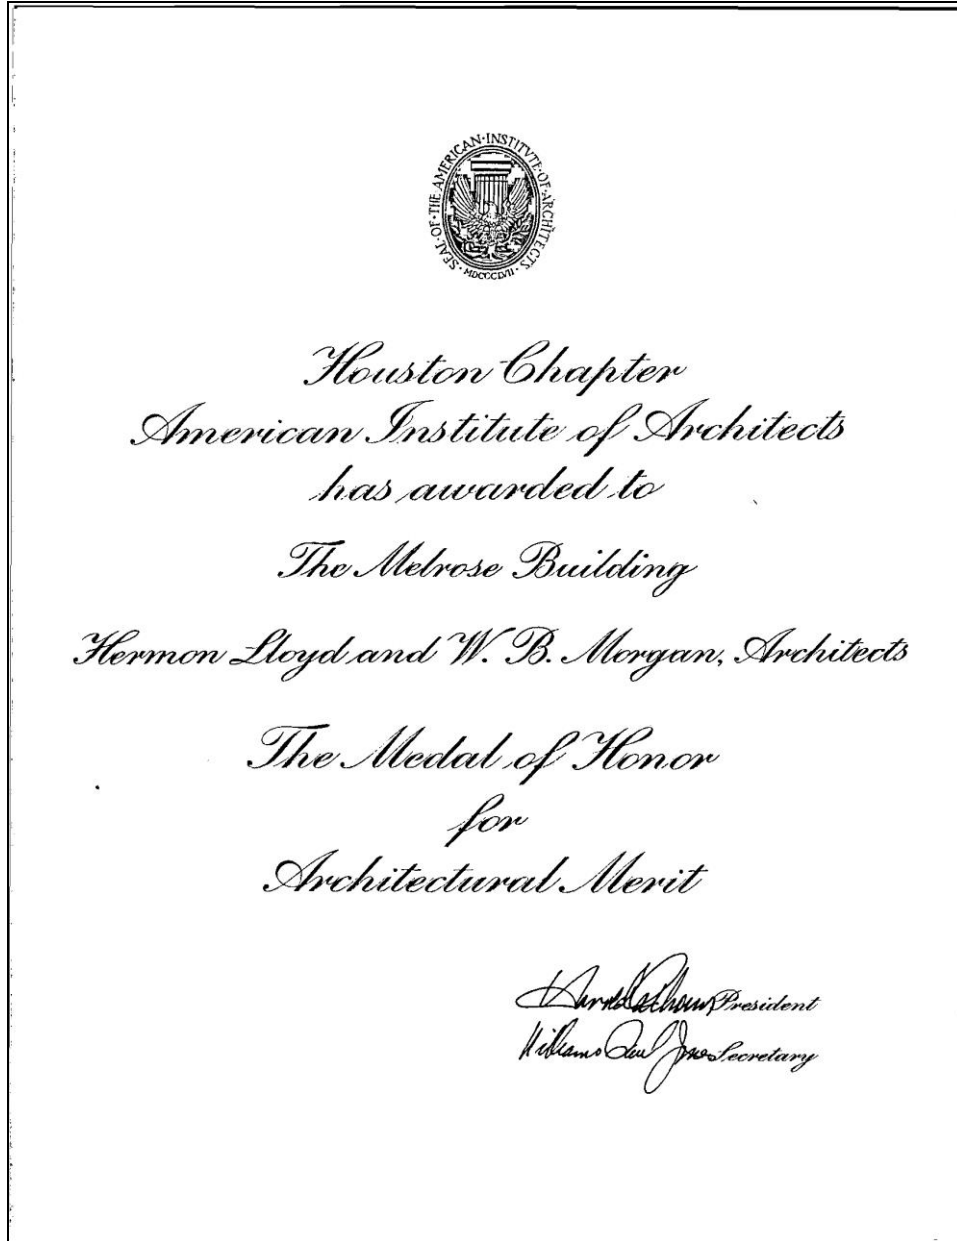 SEAL·OF·THE·AMERICAN·INSTITVTE·OF·ARCHITECTS·
MDCCCLVII
Houston Chapter
American Institute of Architects
has awarded to
The Melrose Building
Hermon Lloyd and W. B. Morgan, Architects
The Medal of Honor
for
Architectural Merit
President
Secretary